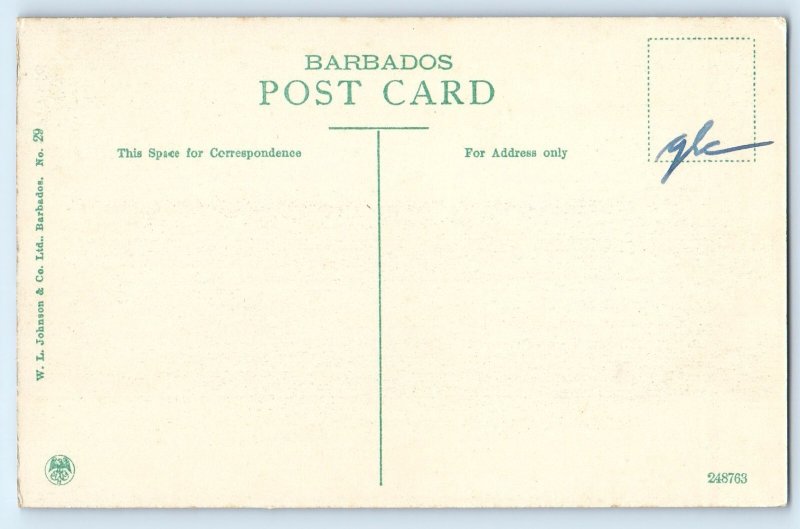 BARBADOS
POST CARD
This Space for Correspondence
For Address only
W. L. Johnson & Co. Ltd., Barbados. No. 29
248763